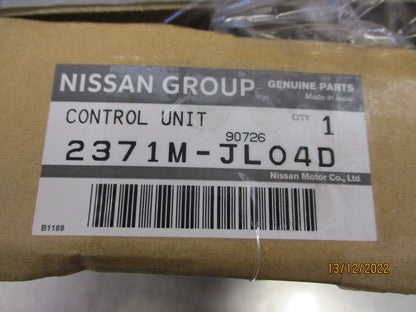 NISSAN GROUP GENUINE PARTS
Made in Japan
CONTROL UNIT QTY 1
90726
2371M-JL04D
Nissan Motor Co., Ltd.
B1189
13/12/2022